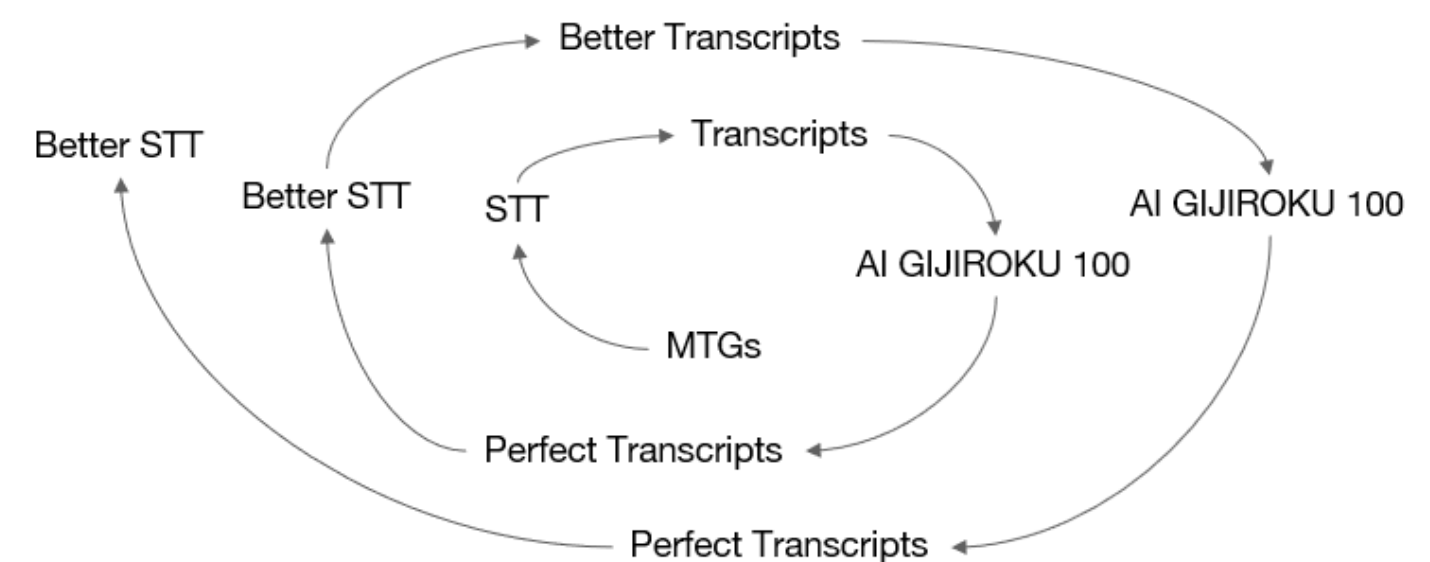 Better Transcripts
Transcripts
Better STT
Better STT
STT
AI GIJIROKU 100
AI GIJIROKU 100
MTGs
Perfect Transcripts
Perfect Transcripts